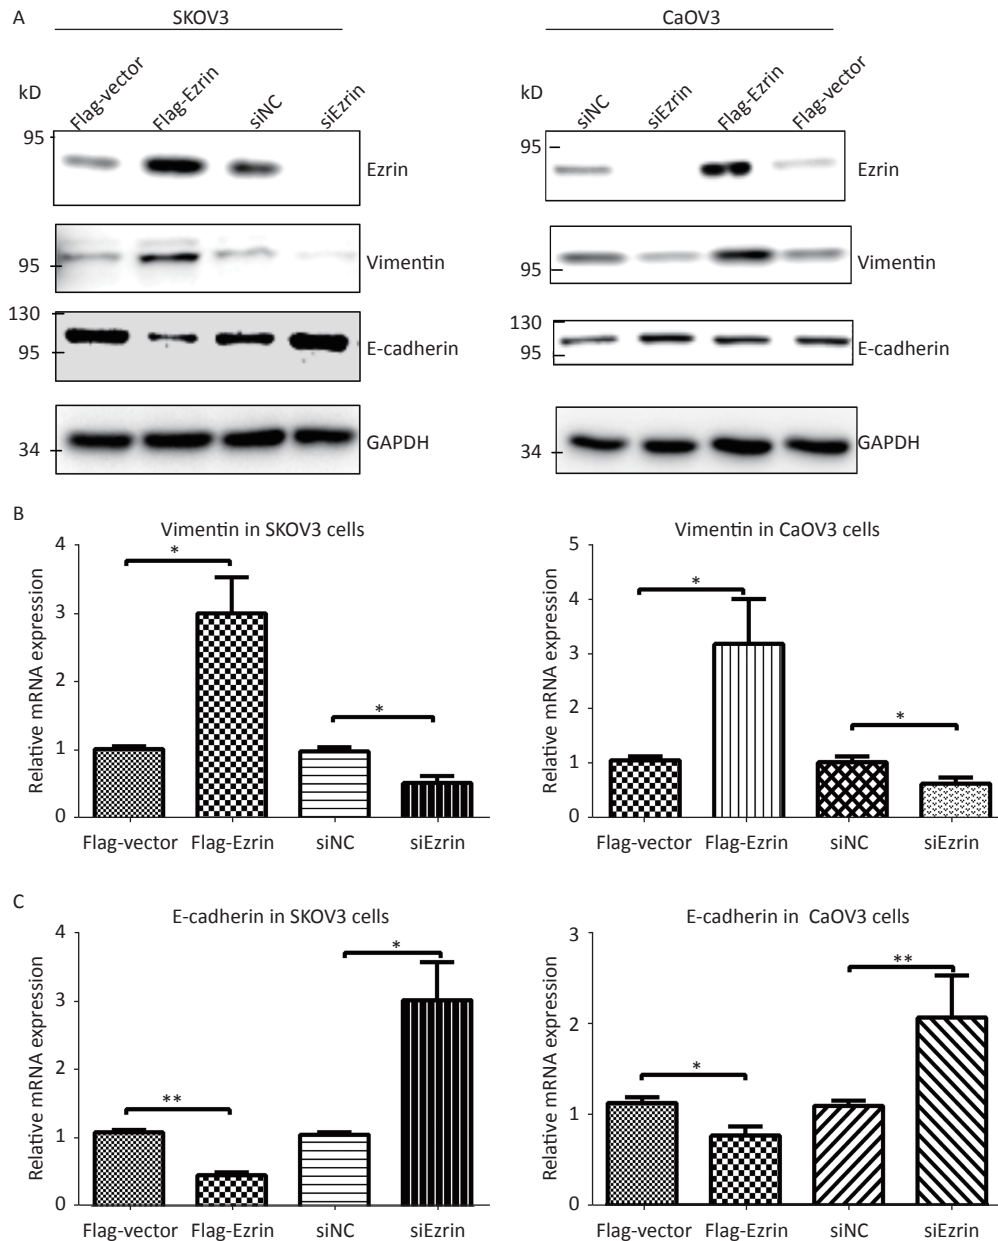 A
SKOV3
CaOV3
kD
Flag-vector
Flag-Ezrin
siNC
siEzrin
kD
siNC
siEzrin
Flag-Ezrin
Flag-vector
95
Ezrin
95
Ezrin
95
Vimentin
95
Vimentin
130
95
E-cadherin
130
95
E-cadherin
34
GAPDH
34
GAPDH
B
Vimentin in SKOV3 cells
Relative mRNA expression
4
3
2
1
0
*
*
Flag-vector Flag-Ezrin siNC siEzrin
Vimentin in CaOV3 cells
Relative mRNA expression
5
4
3
2
1
0
*
*
Flag-vector Flag-Ezrin siNC siEzrin
C
E-cadherin in SKOV3 cells
Relative mRNA expression
4
3
2
1
0
**
*
Flag-vector Flag-Ezrin siNC siEzrin
E-cadherin in CaOV3 cells
Relative mRNA expression
3
2
1
0
*
**
Flag-vector Flag-Ezrin siNC siEzrin